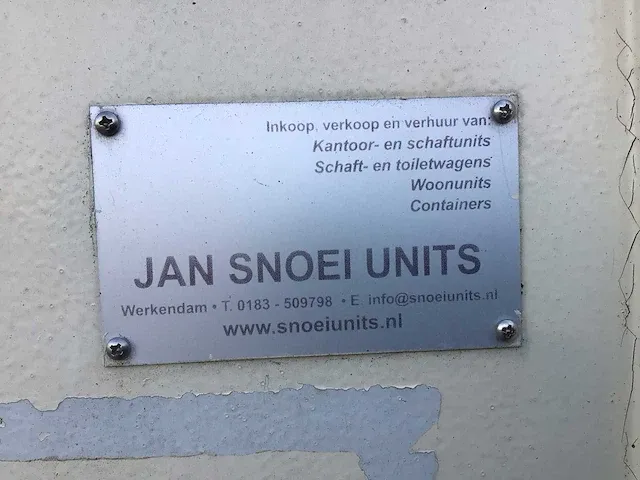 Inkoop, verkoop en verhuur van:
Kantoor- en schaftunits
Schaft- en toiletwagens
Woonunits
Containers
JAN SNOEI UNITS
Werkendam • T. 0183 - 509798 • E. info@snoeiunits.nl
www.snoeiunits.nl